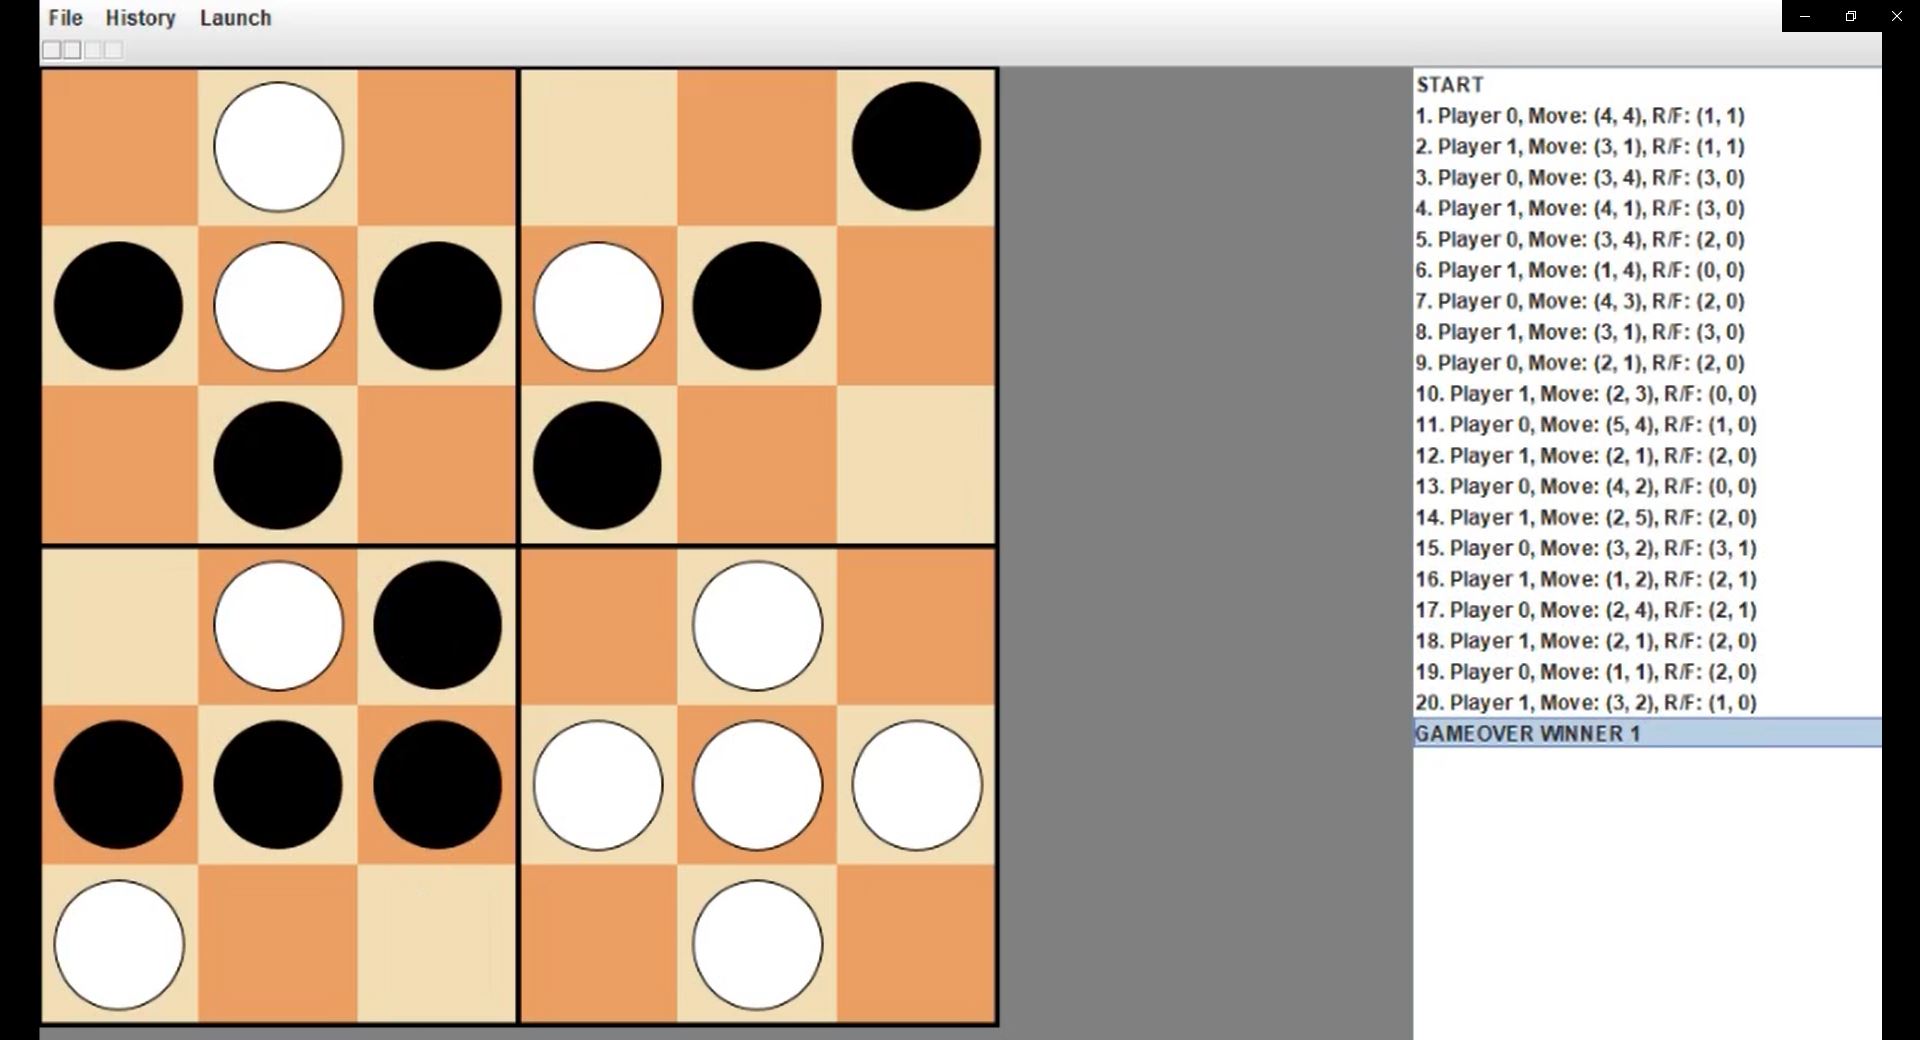 File History Launch
START
1. Player 0, Move: (4, 4), R/F: (1, 1)
2. Player 1, Move: (3, 1), R/F: (1, 1)
3. Player 0, Move: (3, 4), R/F: (3, 0)
4. Player 1, Move: (4, 1), R/F: (3, 0)
5. Player 0, Move: (3, 4), R/F: (2, 0)
6. Player 1, Move: (1, 4), R/F: (0, 0)
7. Player 0, Move: (4, 3), R/F: (2, 0)
8. Player 1, Move: (3, 1), R/F: (3, 0)
9. Player 0, Move: (2, 1), R/F: (2, 0)
10. Player 1, Move: (2, 3), R/F: (0, 0)
11. Player 0, Move: (5, 4), R/F: (1, 0)
12. Player 1, Move: (2, 1), R/F: (2, 0)
13. Player 0, Move: (4, 2), R/F: (0, 0)
14. Player 1, Move: (2, 5), R/F: (2, 0)
15. Player 0, Move: (3, 2), R/F: (3, 1)
16. Player 1, Move: (1, 2), R/F: (2, 1)
17. Player 0, Move: (2, 4), R/F: (2, 1)
18. Player 1, Move: (2, 1), R/F: (2, 0)
19. Player 0, Move: (1, 1), R/F: (2, 0)
20. Player 1, Move: (3, 2), R/F: (1, 0)
GAMEOVER WINNER 1